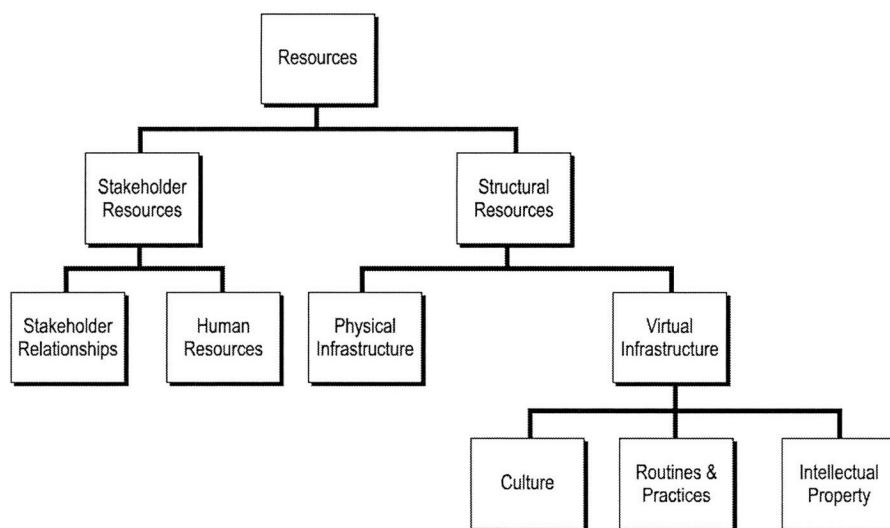 Resources
Stakeholder
Resources
Structural
Resources
Stakeholder
Relationships
Human
Resources
Physical
Infrastructure
Virtual
Infrastructure
Culture
Routines &
Practices
Intellectual
Property